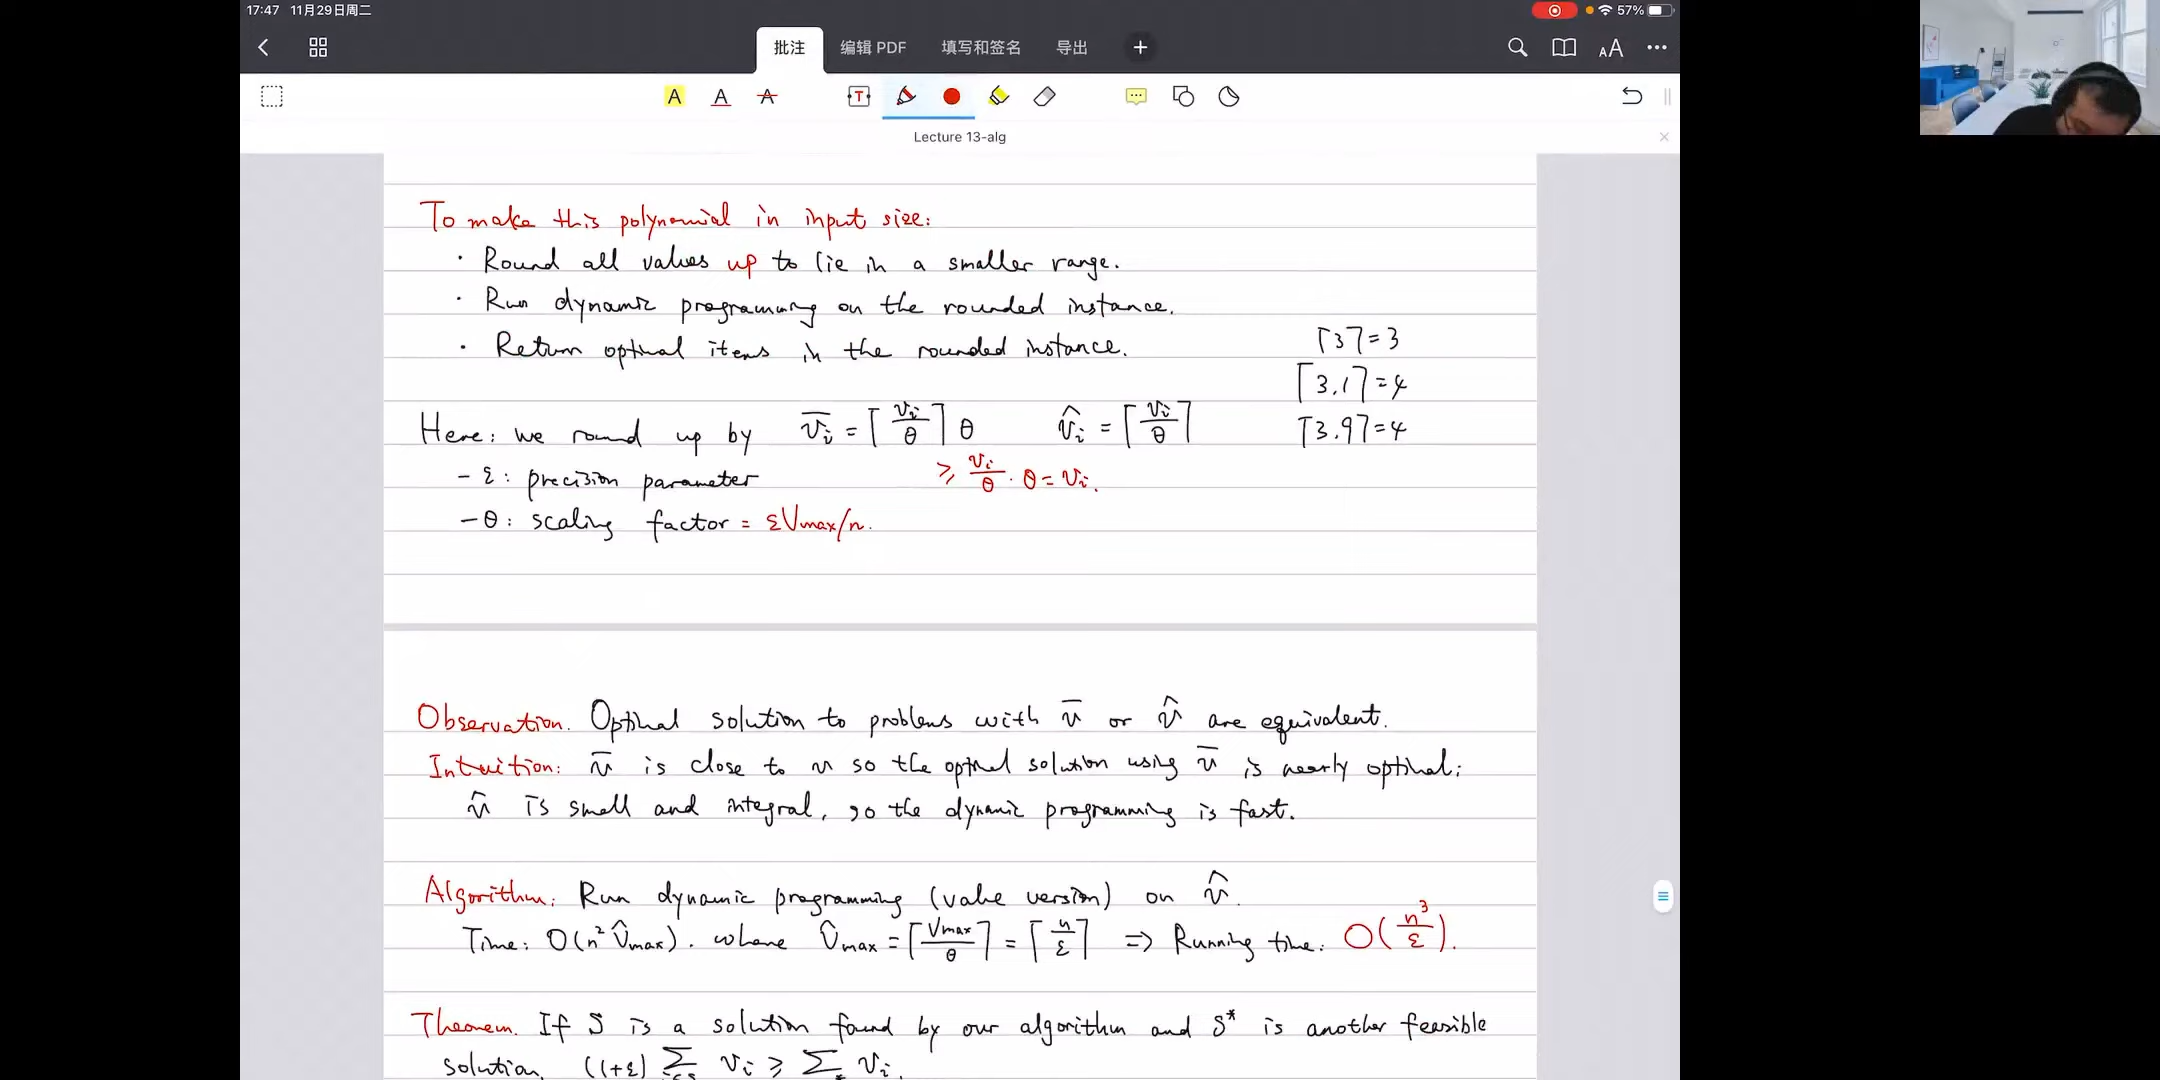 17:47 11月29日周二
57%
批注 编辑 PDF 填写和签名 导出
AA
A A A T
Lecture 13-alg
To make this polynomial in input size:
· Round all values up to lie in a smaller range.
· Run dynamic programming on the rounded instance.
· Return optimal items in the rounded instance.
⌈3⌉=3
⌈3.1⌉=4
⌈3.9⌉=4
Here: we round up by v̄ᵢ = ⌈vᵢ/θ⌉ θ v̂ᵢ = ⌈vᵢ/θ⌉
≥ vᵢ/θ · θ = vᵢ.
- ε: precision parameter
- θ: scaling factor = εVmax/n.
Observation. Optimal solution to problems with v̄ or v̂ are equivalent.
Intuition: v̄ is close to v so the optimal solution using v̄ is nearly optimal;
v̂ is small and integral, so the dynamic programming is fast.
Algorithm: Run dynamic programming (value version) on v̂.
Time: O(n² V̂max). where V̂max = ⌈Vmax/θ⌉ = ⌈n/ε⌉ ⇒ Running time: O(n³/ε).
Theorem. If S is a solution found by our algorithm and S* is another feasible
solution, (1+ε) Σ vᵢ ≥ Σ vᵢ.